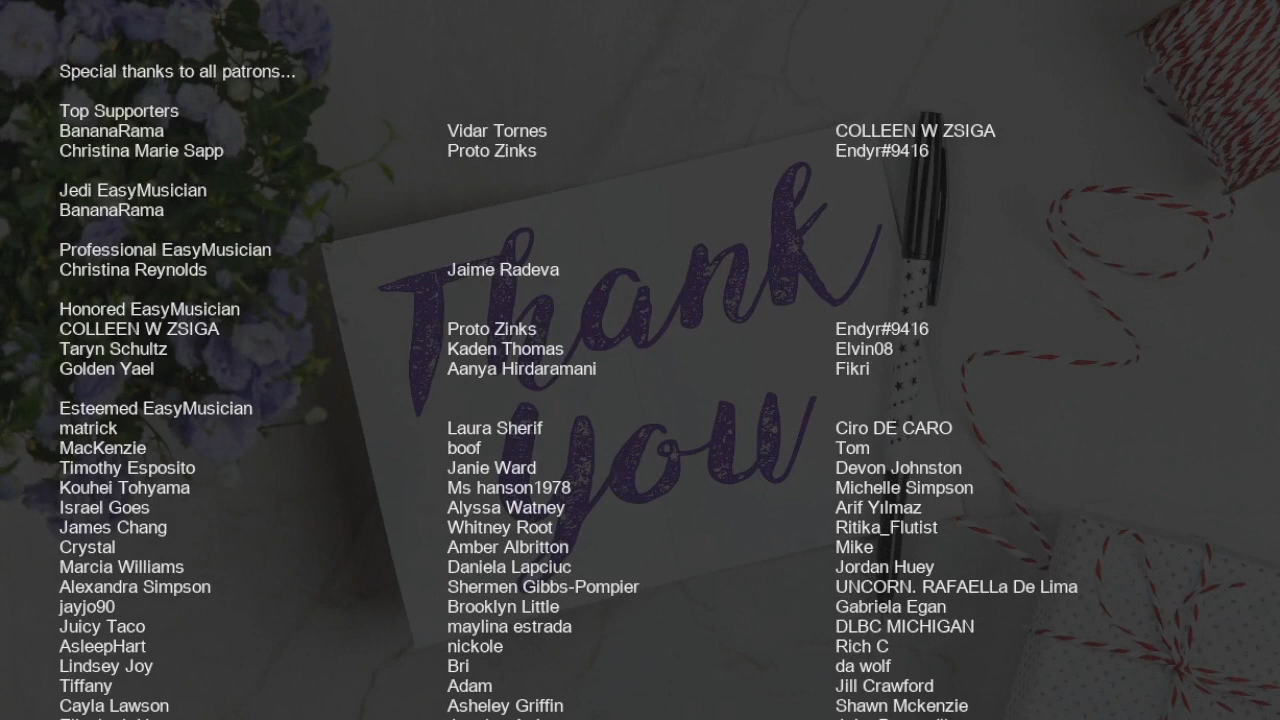 Special thanks to all patrons...
Top Supporters
BananaRama Vidar Tornes COLLEEN W ZSIGA
Christina Marie Sapp Proto Zinks Endyr#9416
Jedi EasyMusician
BananaRama
Professional EasyMusician
Christina Reynolds Jaime Radeva
Honored EasyMusician
COLLEEN W ZSIGA Proto Zinks Endyr#9416
Taryn Schultz Kaden Thomas Elvin08
Golden Yael Aanya Hirdaramani Fikri
Esteemed EasyMusician
matrick Laura Sherif Ciro DE CARO
MacKenzie boof Tom
Timothy Esposito Janie Ward Devon Johnston
Kouhei Tohyama Ms hanson1978 Michelle Simpson
Israel Goes Alyssa Watney Arif Yılmaz
James Chang Whitney Root Ritika_Flutist
Crystal Amber Albritton Mike
Marcia Williams Daniela Lapciuc Jordan Huey
Alexandra Simpson Shermen Gibbs-Pompier UNCORN. RAFAELLa De Lima
jayjo90 Brooklyn Little Gabriela Egan
Juicy Taco maylina estrada DLBC MICHIGAN
AsleepHart nickole Rich C
Lindsey Joy Bri da wolf
Tiffany Adam Jill Crawford
Cayla Lawson Asheley Griffin Shawn Mckenzie
Thank
you